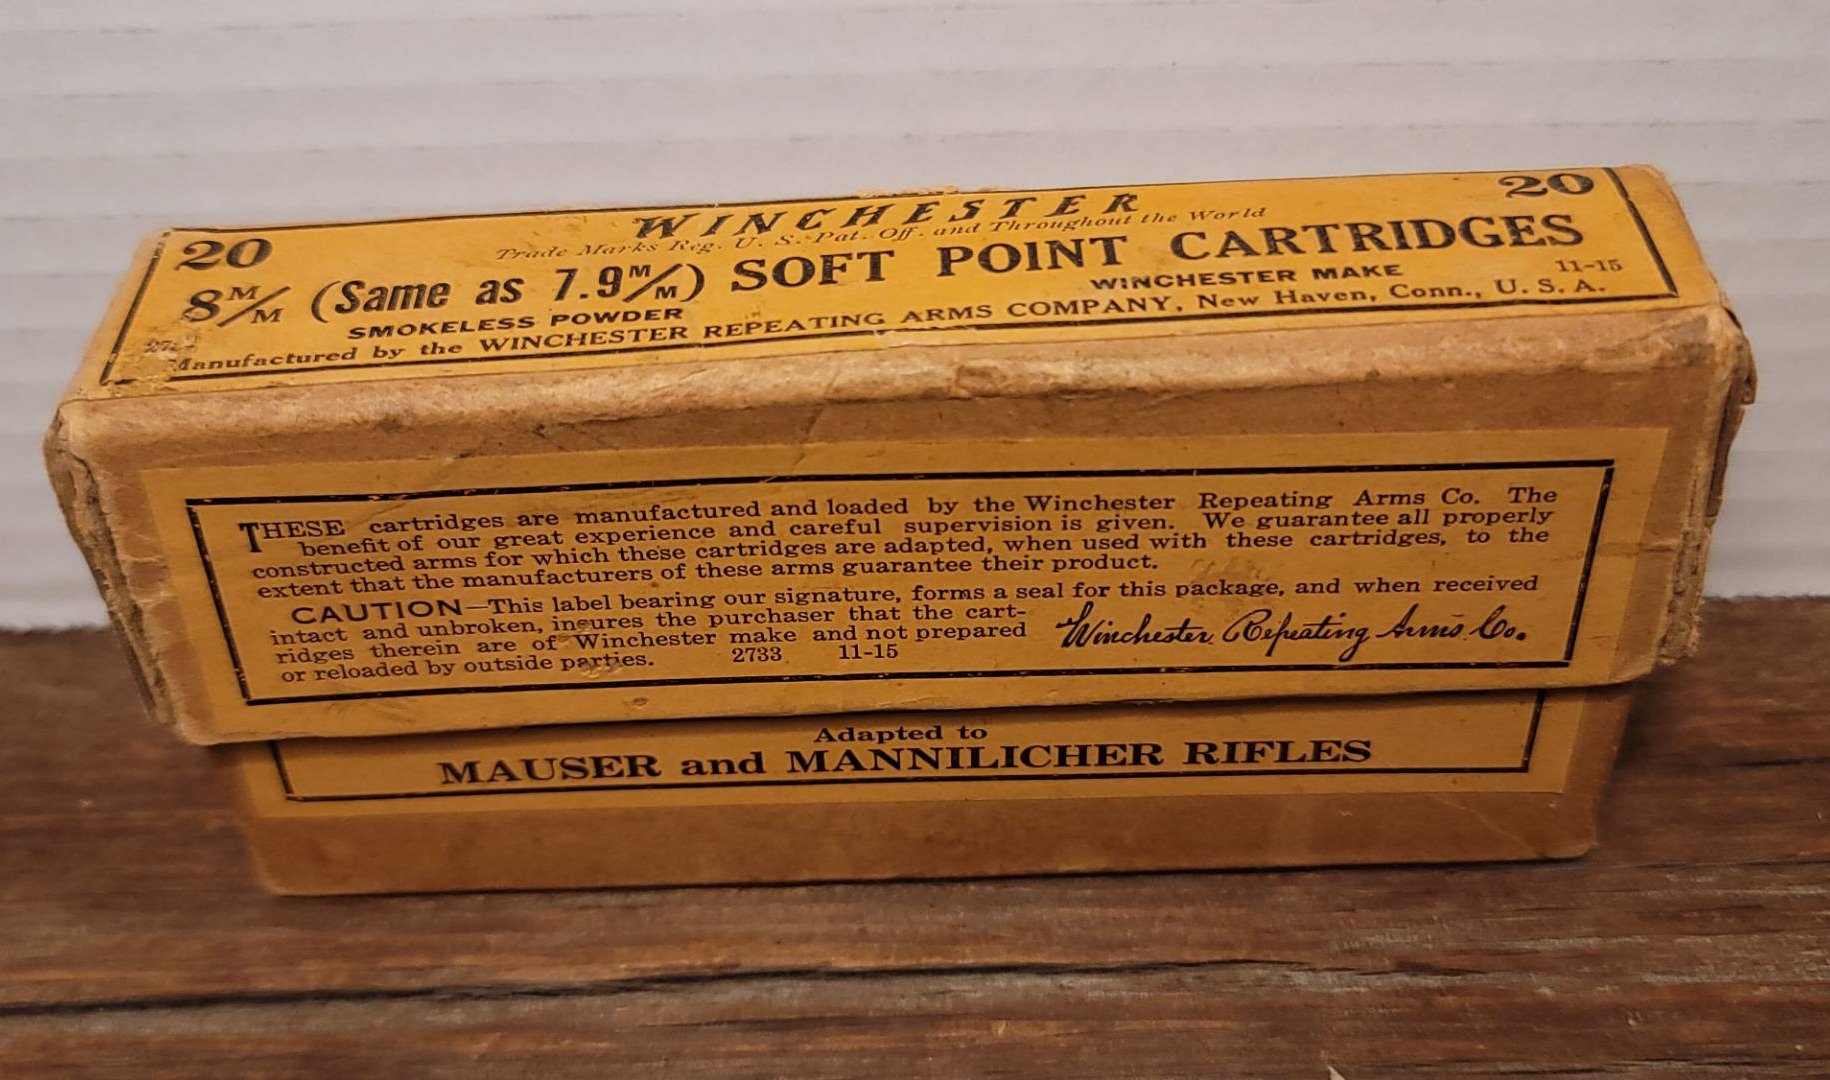 20 WINCHESTER 20
Trade Marks Reg. U. S. Pat. Off. and Throughout the World
8 M/M (Same as 7.9 M/M) SOFT POINT CARTRIDGES
SMOKELESS POWDER WINCHESTER MAKE 11-15
Manufactured by the WINCHESTER REPEATING ARMS COMPANY, New Haven, Conn., U. S. A.
THESE cartridges are manufactured and loaded by the Winchester Repeating Arms Co. The
benefit of our great experience and careful supervision is given. We guarantee all properly
constructed arms for which these cartridges are adapted, when used with these cartridges, to the
extent that the manufacturers of these arms guarantee their product.
CAUTION—This label bearing our signature, forms a seal for this package, and when received
intact and unbroken, insures the purchaser that the cart-
ridges therein are of Winchester make and not prepared
or reloaded by outside parties. 2733 11-15
Winchester Repeating Arms Co.
Adapted to
MAUSER and MANNILICHER RIFLES